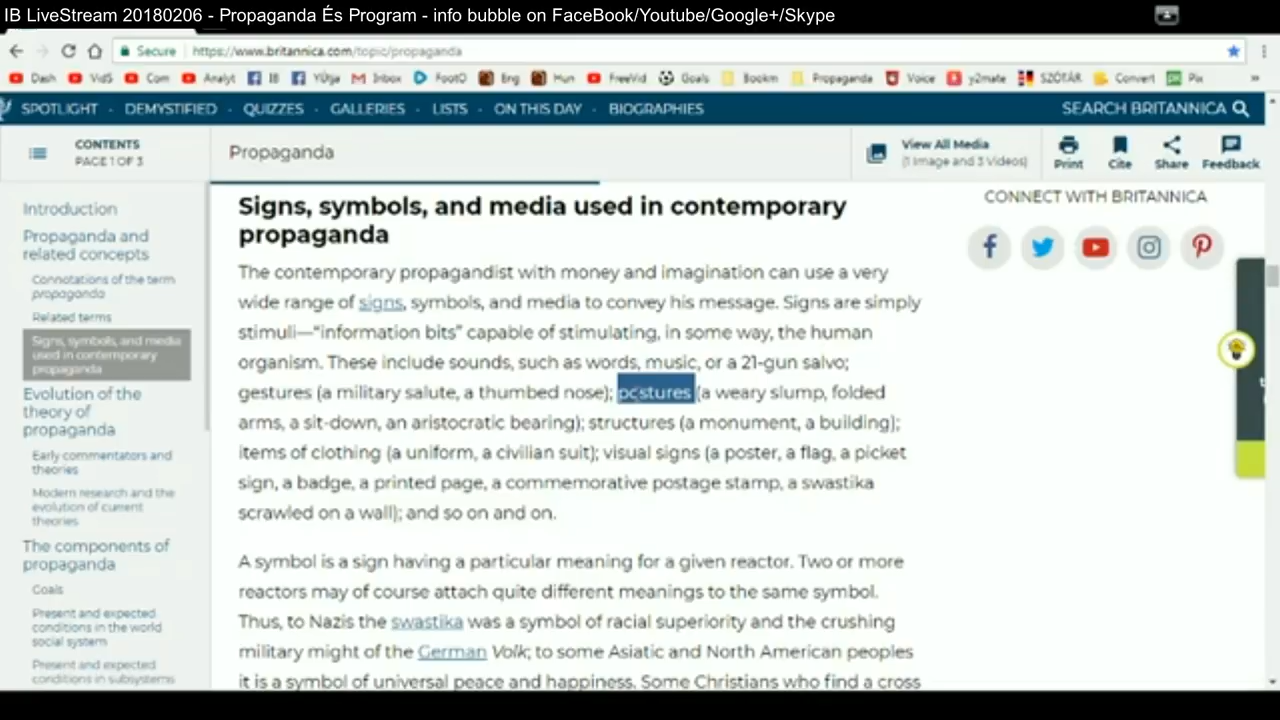 IB LiveStream 20180206 - Propaganda És Program - info bubble on FaceBook/Youtube/Google+/Skype
Secure https://www.britannica.com/topic/propaganda
Dash VidS Com Analyt IB YÚjsa Inbox FootO Eng Hun FreeVid Goals Bookm Propaganda Voice y2mate SZÓTÁR Convert Pix »
SPOTLIGHT · DEMYSTIFIED · QUIZZES · GALLERIES · LISTS · ON THIS DAY · BIOGRAPHIES SEARCH BRITANNICA
CONTENTS
PAGE 1 OF 3
Propaganda
View All Media
(1 Image and 3 Videos)
Print Cite Share Feedback
Introduction
Propaganda and
related concepts
Connotations of the term
propaganda
Related terms
Signs, symbols, and media
used in contemporary
propaganda
Evolution of the
theory of
propaganda
Early commentators and
theories
Modern research and the
evolution of current
theories
The components of
propaganda
Goals
Present and expected
conditions in the world
social system
Present and expected
conditions in subsystems
Signs, symbols, and media used in contemporary
propaganda
The contemporary propagandist with money and imagination can use a very
wide range of signs, symbols, and media to convey his message. Signs are simply
stimuli—“information bits” capable of stimulating, in some way, the human
organism. These include sounds, such as words, music, or a 21-gun salvo;
gestures (a military salute, a thumbed nose); postures (a weary slump, folded
arms, a sit-down, an aristocratic bearing); structures (a monument, a building);
items of clothing (a uniform, a civilian suit); visual signs (a poster, a flag, a picket
sign, a badge, a printed page, a commemorative postage stamp, a swastika
scrawled on a wall); and so on and on.
A symbol is a sign having a particular meaning for a given reactor. Two or more
reactors may of course attach quite different meanings to the same symbol.
Thus, to Nazis the swastika was a symbol of racial superiority and the crushing
military might of the German Volk; to some Asiatic and North American peoples
it is a symbol of universal peace and happiness. Some Christians who find a cross
CONNECT WITH BRITANNICA